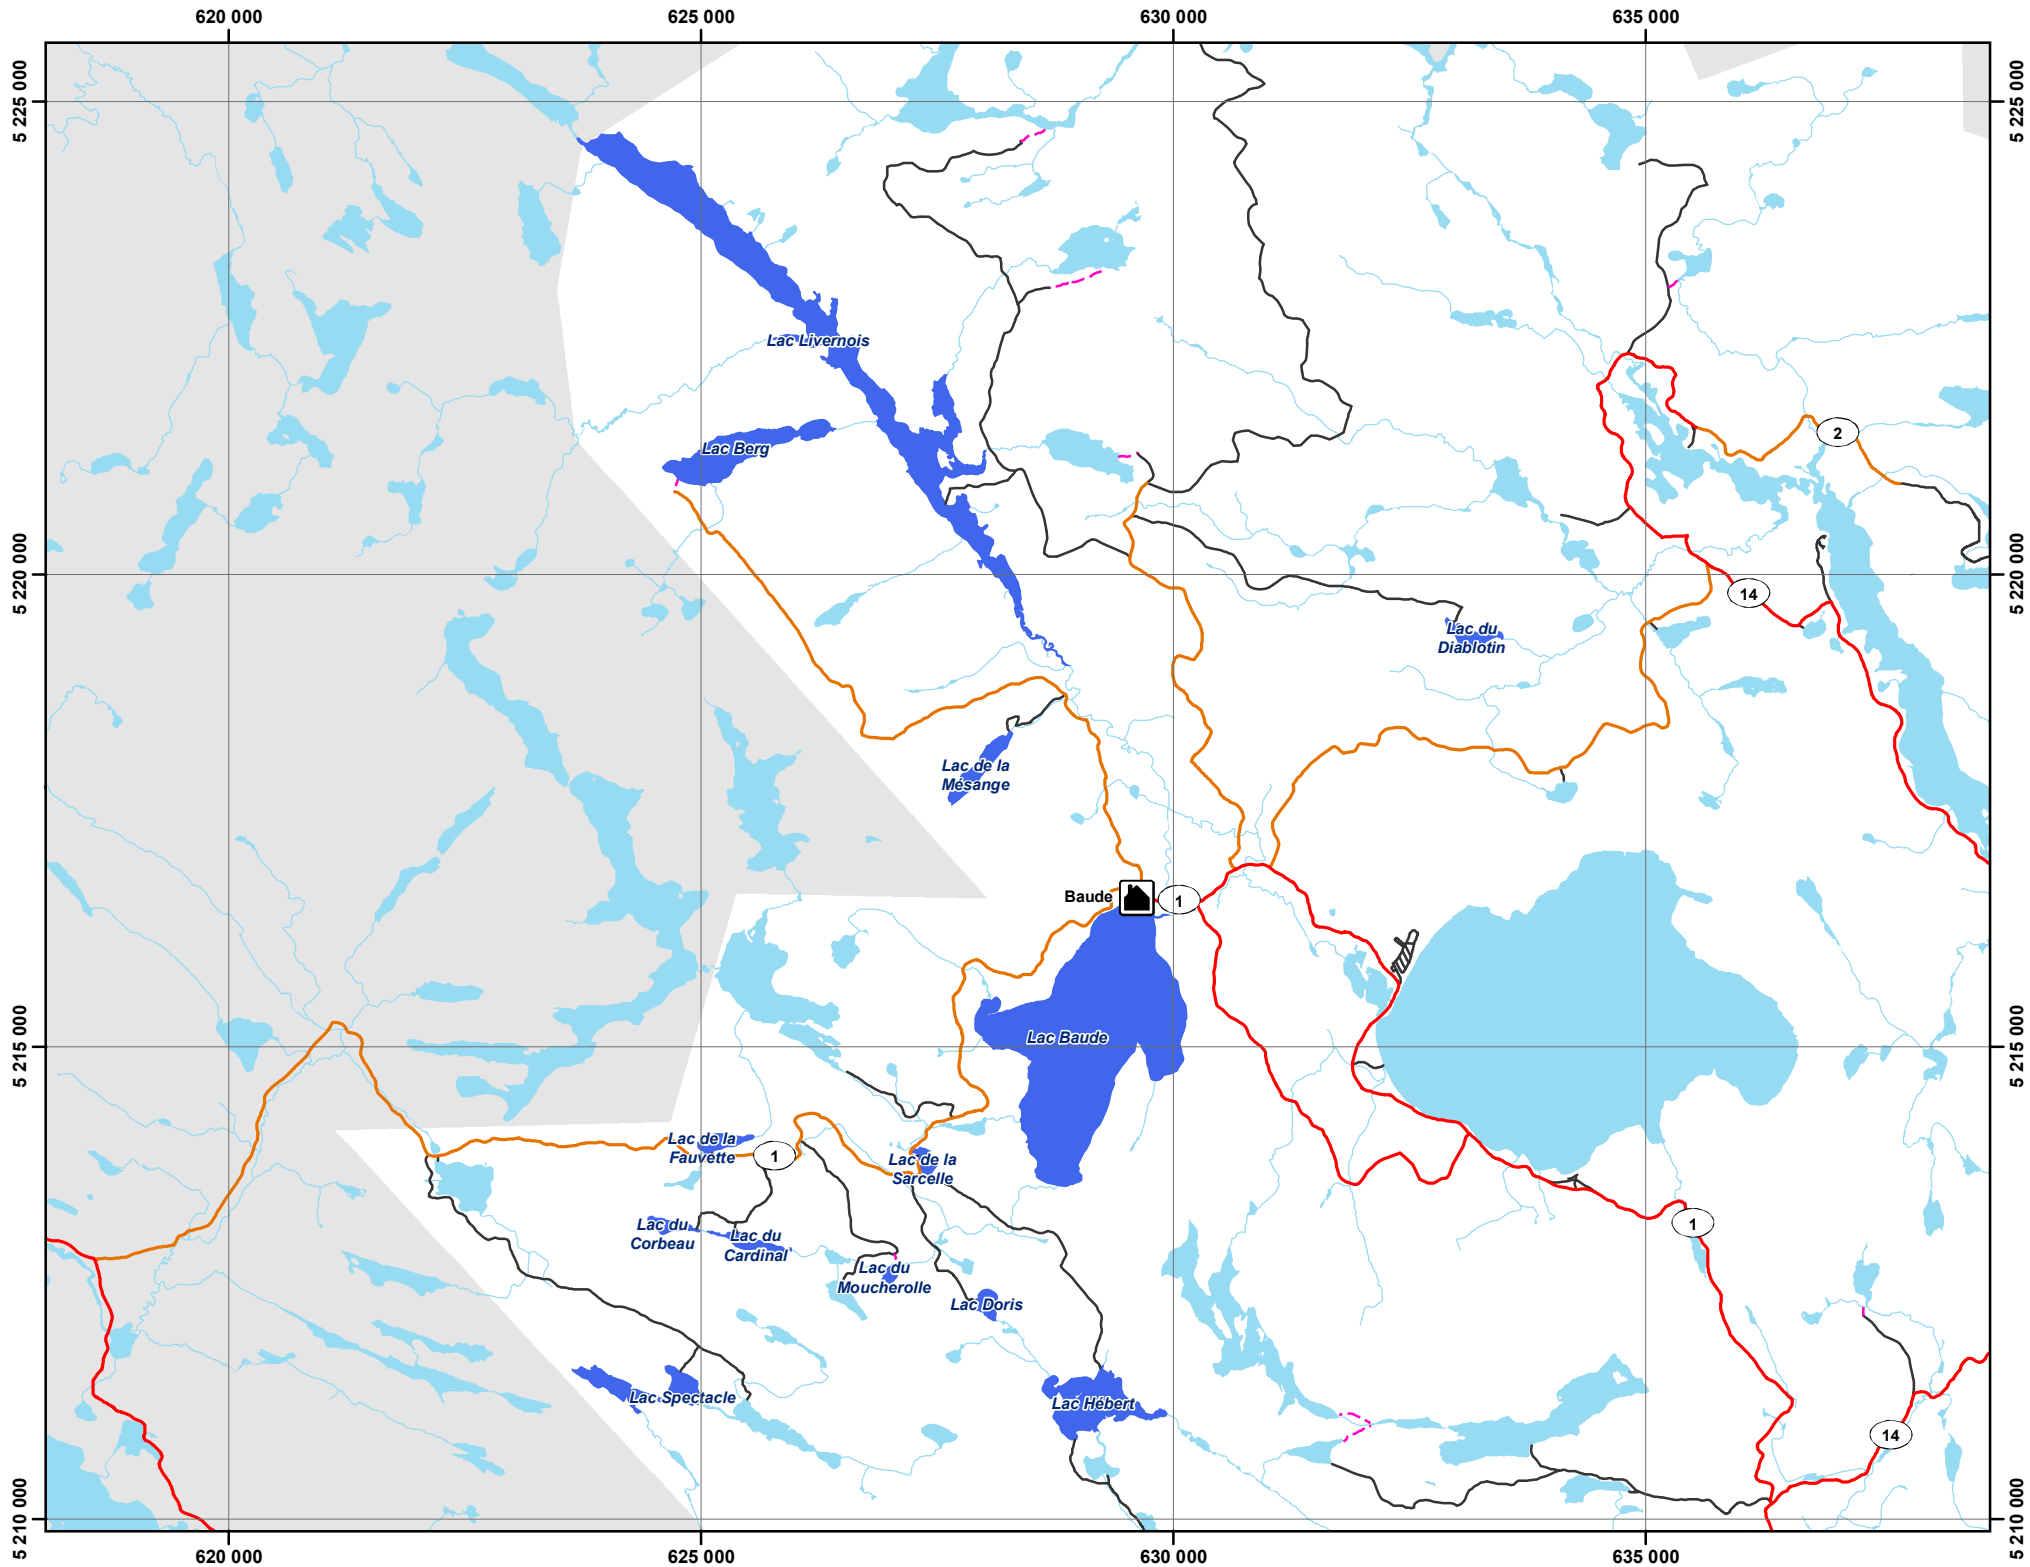 620 000
625 000
630 000
635 000
5 225 000
5 225 000
Lac Livernois
Lac Berg
2
5 220 000
5 220 000
14
Lac du
Diablotin
Lac de la
Mésange
Baude
1
Lac Baude
5 215 000
5 215 000
Lac de la
Fauvette
1
Lac de la
Sarcelle
Lac du
Corbeau
Lac du
Cardinal
1
Lac du
Moucherolle
Lac Doris
Lac Spectacle
Lac Hébert
14
5 210 000
5 210 000
620 000
625 000
630 000
635 000